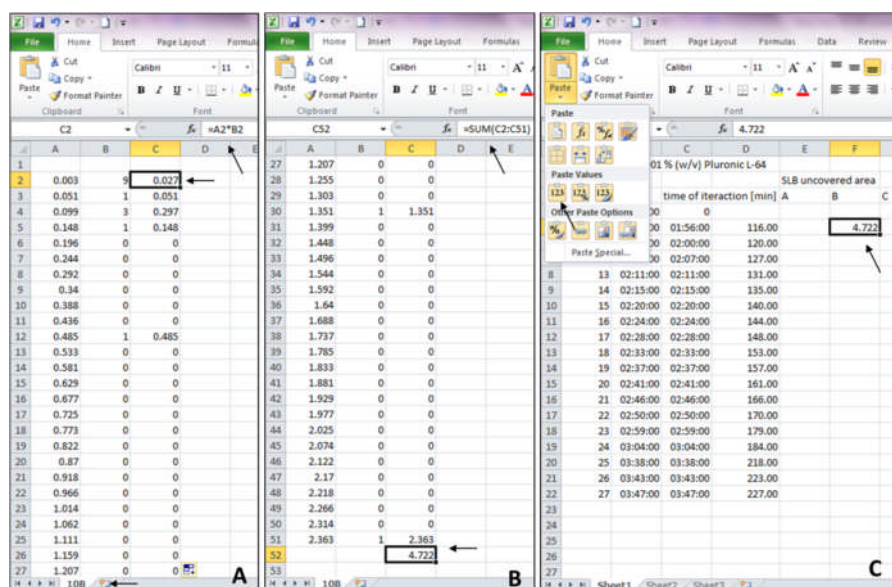 File Home Insert Page Layout Formula
Paste
Cut
Copy
Format Painter
Clipboard
Calibri 11
B I U
Font
C2 fx =A2*B2
A B C D E
1
2 0.003 9 0.027
3 0.051 1 0.051
4 0.099 3 0.297
5 0.148 1 0.148
6 0.196 0 0
7 0.244 0 0
8 0.292 0 0
9 0.34 0 0
10 0.388 0 0
11 0.436 0 0
12 0.485 1 0.485
13 0.533 0 0
14 0.581 0 0
15 0.629 0 0
16 0.677 0 0
17 0.725 0 0
18 0.773 0 0
19 0.822 0 0
20 0.87 0 0
21 0.918 0 0
22 0.966 0 0
23 1.014 0 0
24 1.062 0 0
25 1.111 0 0
26 1.159 0 0
27 1.207 0 0
10B
A
File Home Insert Page Layout Formulas
Paste
Cut
Copy
Format Painter
Clipboard
Calibri 11 A
B I U A
Font
C52 fx =SUM(C2:C51)
A B C D E
27 1.207 0 0
28 1.255 0 0
29 1.303 0 0
30 1.351 1 1.351
31 1.399 0 0
32 1.448 0 0
33 1.496 0 0
34 1.544 0 0
35 1.592 0 0
36 1.64 0 0
37 1.688 0 0
38 1.737 0 0
39 1.785 0 0
40 1.833 0 0
41 1.881 0 0
42 1.929 0 0
43 1.977 0 0
44 2.025 0 0
45 2.074 0 0
46 2.122 0 0
47 2.17 0 0
48 2.218 0 0
49 2.266 0 0
50 2.314 0 0
51 2.363 1 2.363
52 4.722
53
10B
B
File Home Insert Page Layout Formulas Data Review
Paste
Cut
Copy
Format Painter
Calibri 11 A A
B I U A
Font
Paste
Paste Values
123 123 123
Other Paste Options
Paste Special...
fx 4.722
C D E F
01 % (w/v) Pluronic L-64
SLB uncovered area
time of iteraction [min] A B C
00 0
00 01:56:00 116.00 4.722
00 02:00:00 120.00
00 02:07:00 127.00
8 13 02:11:00 02:11:00 131.00
9 14 02:15:00 02:15:00 135.00
10 15 02:20:00 02:20:00 140.00
11 16 02:24:00 02:24:00 144.00
12 17 02:28:00 02:28:00 148.00
13 18 02:33:00 02:33:00 153.00
14 19 02:37:00 02:37:00 157.00
15 20 02:41:00 02:41:00 161.00
16 21 02:46:00 02:46:00 166.00
17 22 02:50:00 02:50:00 170.00
18 23 02:59:00 02:59:00 179.00
19 24 03:04:00 03:04:00 184.00
20 25 03:38:00 03:38:00 218.00
21 26 03:43:00 03:43:00 223.00
22 27 03:47:00 03:47:00 227.00
23
24
25
26
27
Sheet1 Sheet2 Sheet3
C